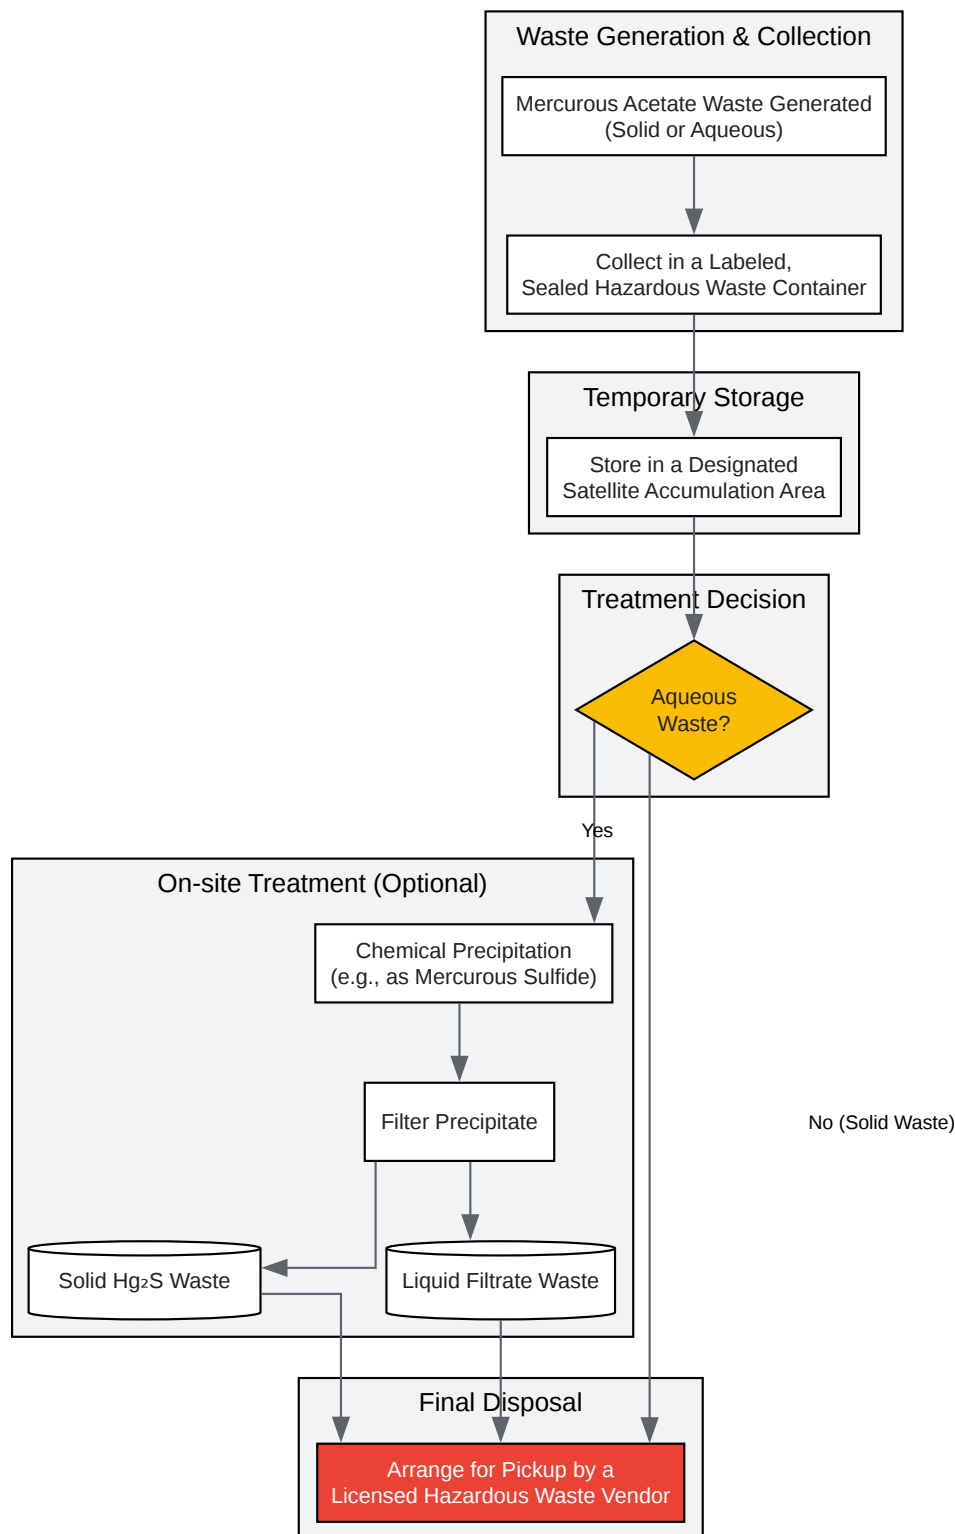 Waste Generation & Collection
Mercurous Acetate Waste Generated
(Solid or Aqueous)
Collect in a Labeled,
Sealed Hazardous Waste Container
Temporary Storage
Store in a Designated
Satellite Accumulation Area
Treatment Decision
Aqueous
Waste?
Yes
On-site Treatment (Optional)
Chemical Precipitation
(e.g., as Mercurous Sulfide)
Filter Precipitate
No (Solid Waste)
Solid Hg₂S Waste
Liquid Filtrate Waste
Final Disposal
Arrange for Pickup by a
Licensed Hazardous Waste Vendor